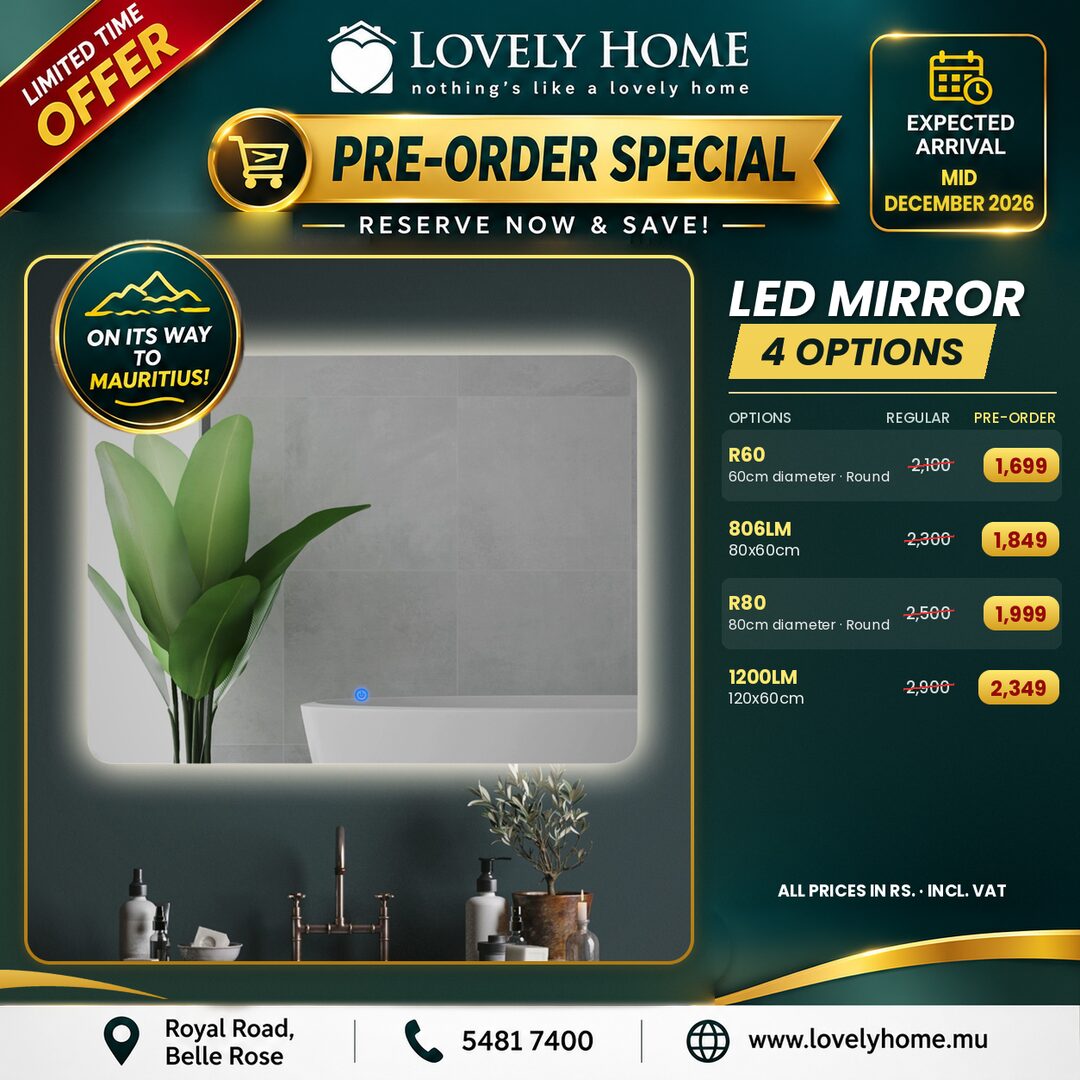 LIMITED TIME
OFFER
LOVELY HOME
nothing's like a lovely home
PRE-ORDER SPECIAL
RESERVE NOW & SAVE!
EXPECTED
ARRIVAL
MID
DECEMBER 2026
ON ITS WAY
TO
MAURITIUS!
LED MIRROR
4 OPTIONS
OPTIONS REGULAR PRE-ORDER
R60
60cm diameter · Round 2,100 1,699
806LM
80x60cm 2,300 1,849
R80
80cm diameter · Round 2,500 1,999
1200LM
120x60cm 2,900 2,349
ALL PRICES IN RS. · INCL. VAT
Royal Road,
Belle Rose
5481 7400
www.lovelyhome.mu